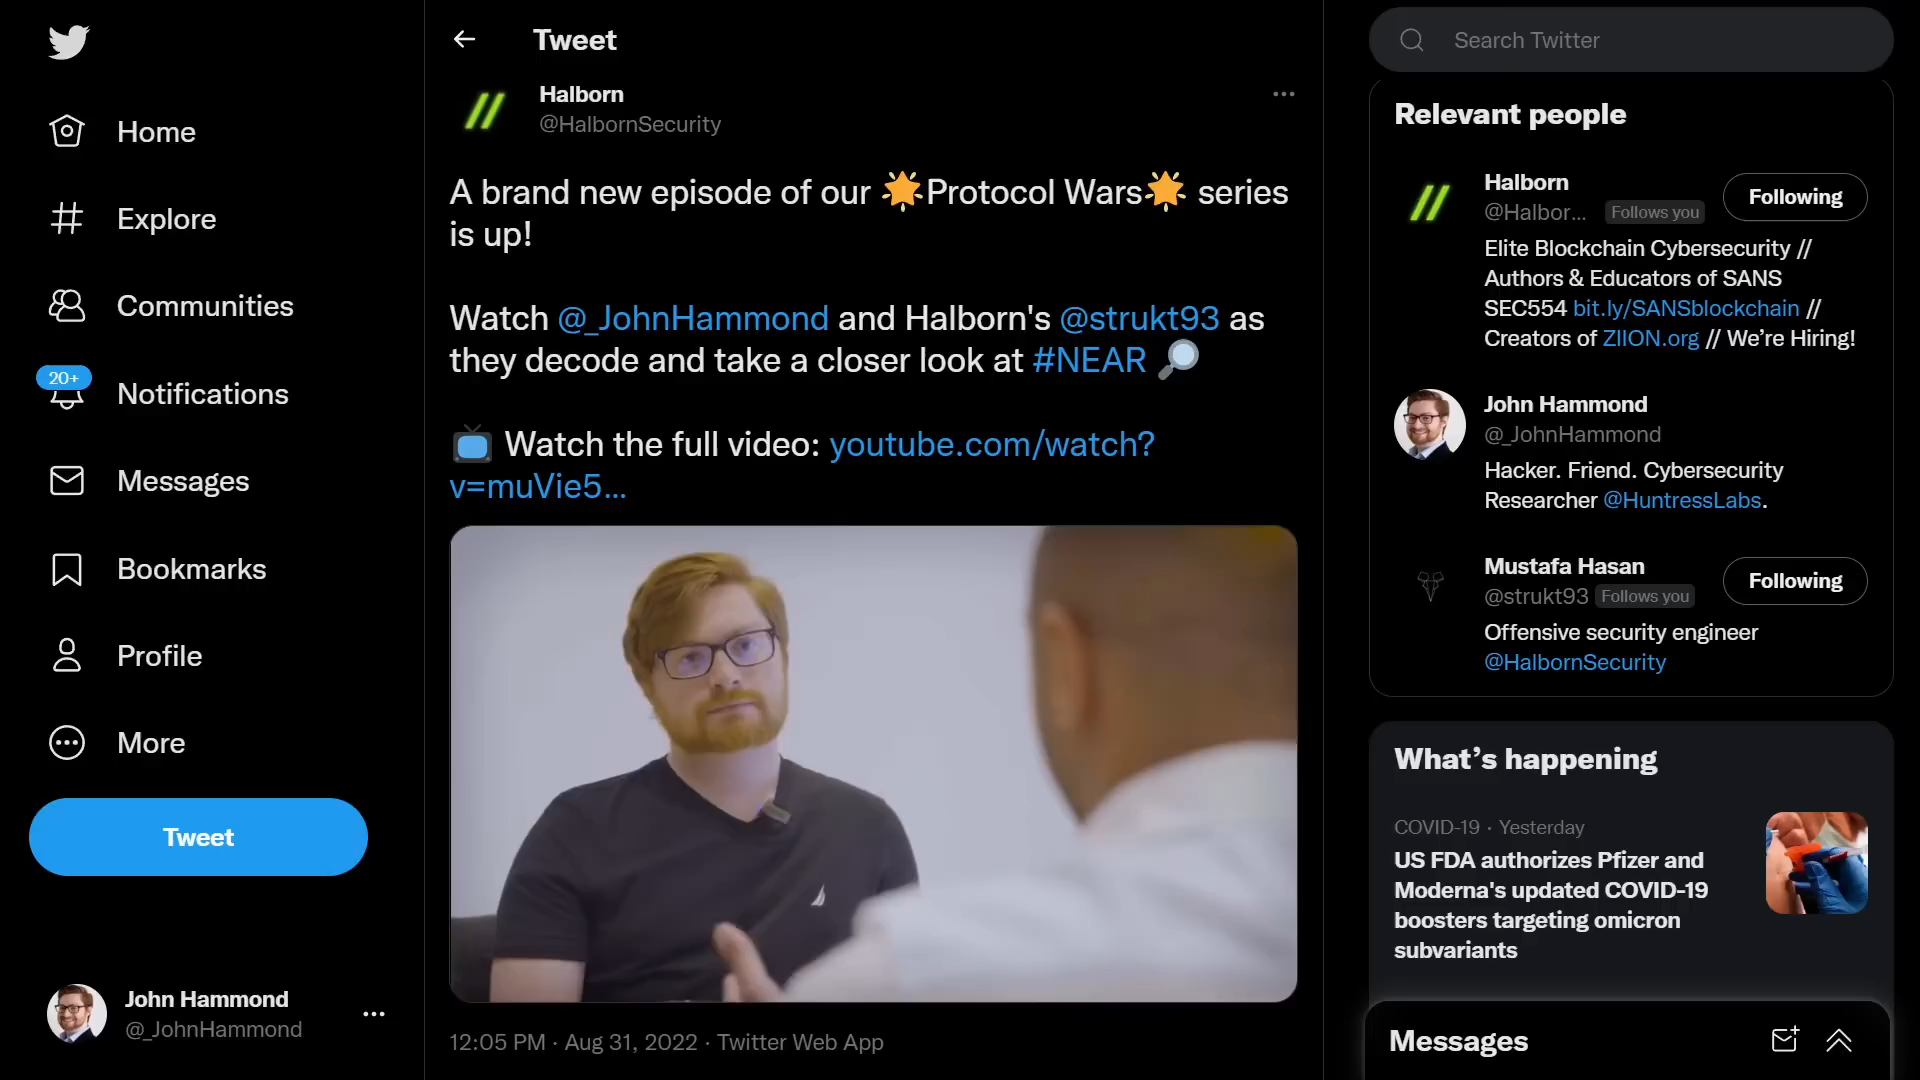 Home
Explore
Communities
20+
Notifications
Messages
Bookmarks
Profile
More
Tweet
John Hammond
@_JohnHammond
Tweet
Halborn
@HalbornSecurity
A brand new episode of our 🌟Protocol Wars🌟 series
is up!
Watch @_JohnHammond and Halborn's @strukt93 as
they decode and take a closer look at #NEAR 🔎
📺 Watch the full video: youtube.com/watch?
v=muVie5...
12:05 PM · Aug 31, 2022 · Twitter Web App
Search Twitter
Relevant people
Halborn
@Halbor... Follows you
Following
Elite Blockchain Cybersecurity //
Authors & Educators of SANS
SEC554 bit.ly/SANSblockchain //
Creators of ZIION.org // We’re Hiring!
John Hammond
@_JohnHammond
Hacker. Friend. Cybersecurity
Researcher @HuntressLabs.
Mustafa Hasan
@strukt93 Follows you
Following
Offensive security engineer
@HalbornSecurity
What’s happening
COVID-19 · Yesterday
US FDA authorizes Pfizer and
Moderna's updated COVID-19
boosters targeting omicron
subvariants
Messages